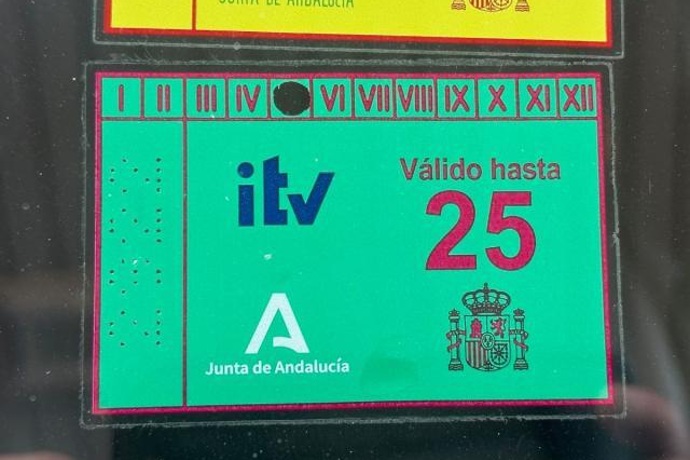 JUNTA DE ANDALUCÍA
I II III IV VI VII VIII IX X XI XII
itv
Válido hasta
25
Junta de Andalucía